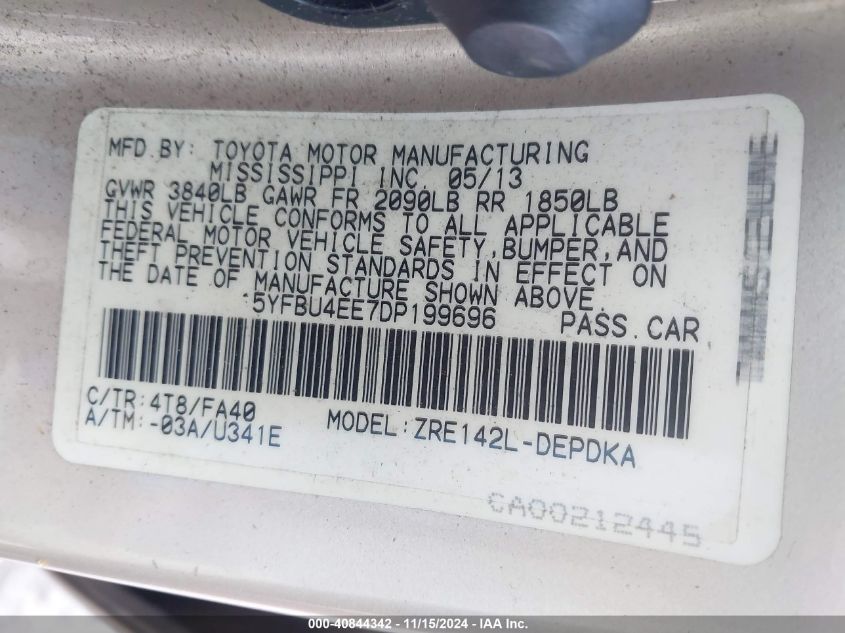 MFD BY: TOYOTA MOTOR MANUFACTURING
MISSISSIPPI INC. 05/13
GVWR 3840LB GAWR FR 2090LB RR 1850LB
THIS VEHICLE CONFORMS TO ALL APPLICABLE
FEDERAL MOTOR VEHICLE SAFETY, BUMPER, AND
THEFT PREVENTION STANDARDS IN EFFECT ON
THE DATE OF MANUFACTURE SHOWN ABOVE.
5YFBU4EE7DP199696 PASS.CAR
C/TR:4T8/FA40
A/TM:-03A/U341E MODEL:ZRE142L-DEPDKA
CA00212445
000-40844342 - 11/15/2024 - IAA Inc.